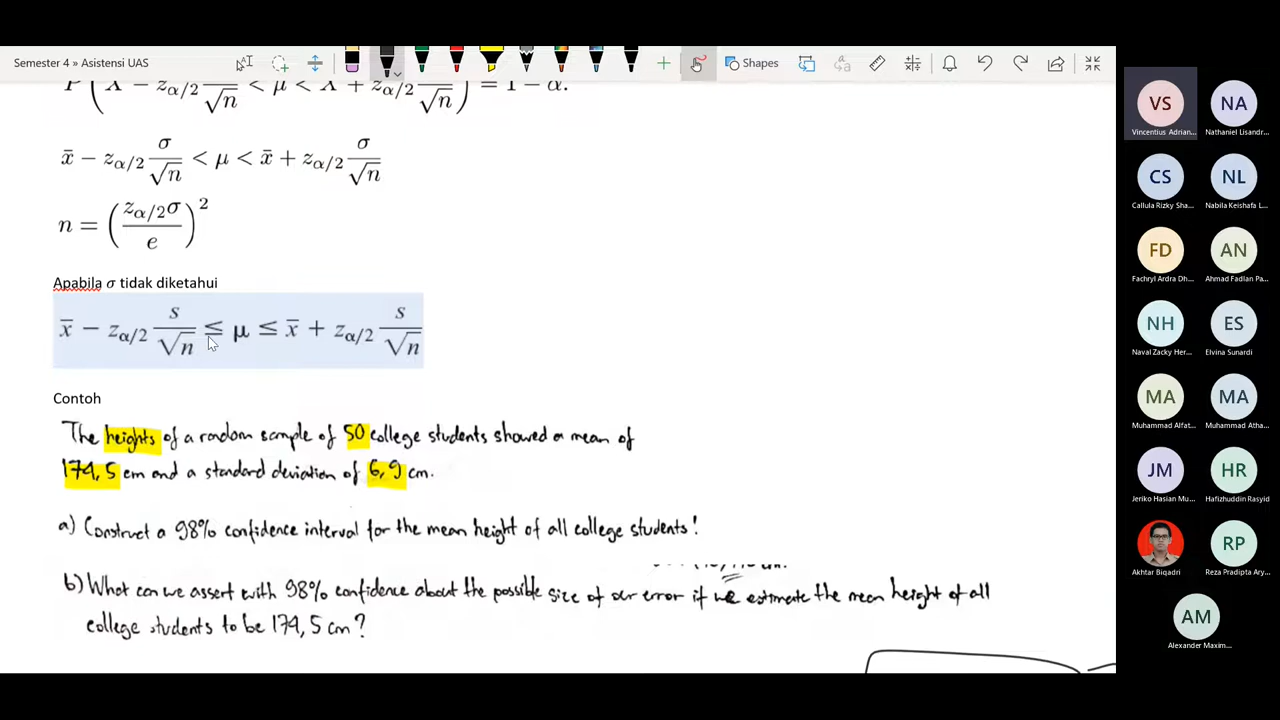 Semester 4 » Asistensi UAS
Shapes
P ( X̄ − z_{α/2} σ/√n < μ < X̄ + z_{α/2} σ/√n ) = 1 − α.
x̄ − z_{α/2} σ/√n < μ < x̄ + z_{α/2} σ/√n
n = ( z_{α/2}σ / e )²
Apabila σ tidak diketahui
x̄ − z_{α/2} s/√n ≤ μ ≤ x̄ + z_{α/2} s/√n
Contoh
The heights of a random sample of 50 college students showed a mean of
174,5 cm and a standard deviation of 6,9 cm.
a) Construct a 98% confidence interval for the mean height of all college students!
b) What can we assert with 98% confidence about the possible size of our error if we estimate the mean height of all
college students to be 174,5 cm?
VS
Vincentius Adrian...
NA
Nathaniel Lisandr...
CS
Callula Rizky Sha...
NL
Nabila Keishafa L...
FD
Fachryl Ardra Dh...
AN
Ahmad Fadlan Pa...
NH
Naval Zacky Her...
ES
Elvina Sunardi
MA
Muhammad Alfat...
MA
Muhammad Atha...
JM
Jeriko Hasian Mu...
HR
Hafizhuddin Rasyid
Akhtar Biqadri
RP
Reza Pradipta Ary...
AM
Alexander Maxim...